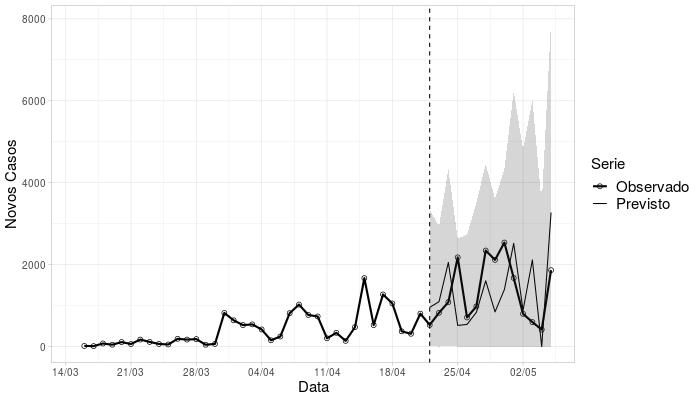 8000
6000
4000
2000
0
Novos Casos
14/03 21/03 28/03 04/04 11/04 18/04 25/04 02/05
Data
Serie
Observado
Previsto